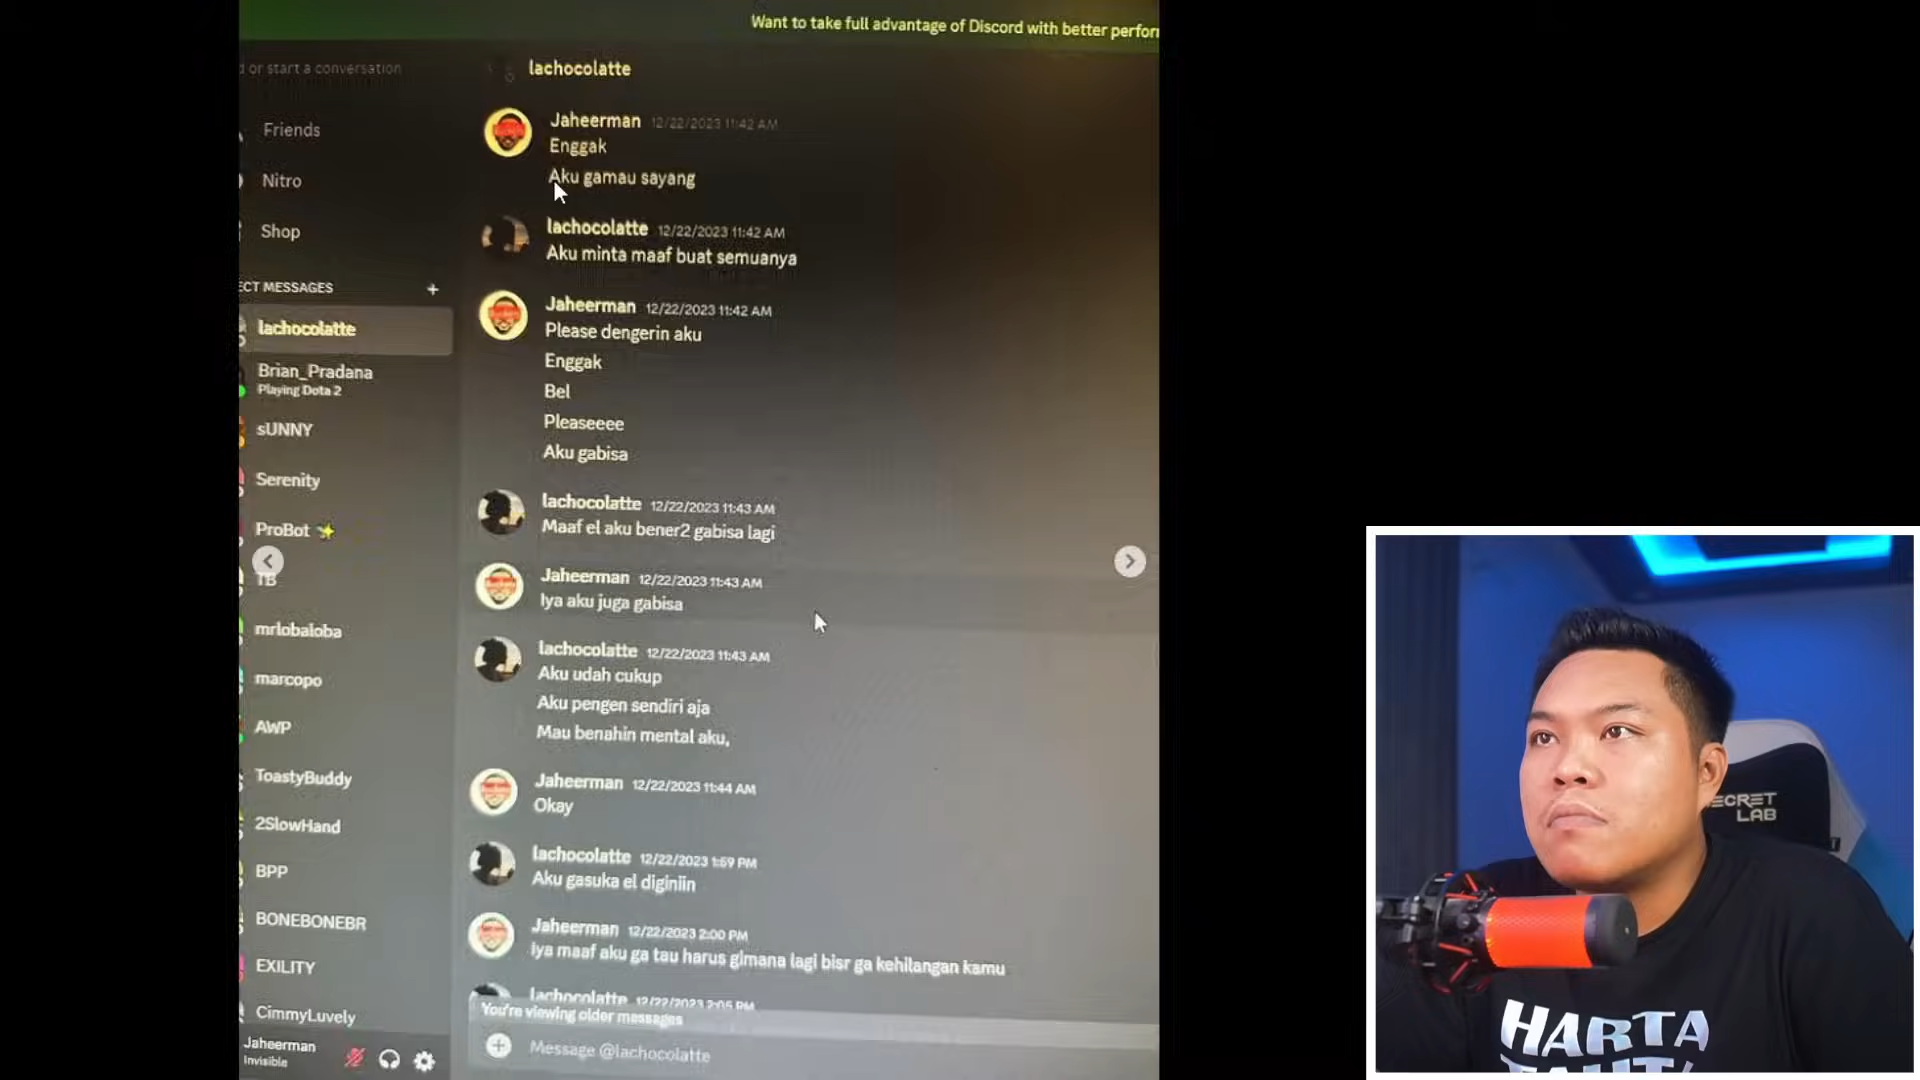 Want to take full advantage of Discord with better perfor
d or start a conversation
Friends
Nitro
Shop
ECT MESSAGES
lachocolatte
Brian_Pradana
Playing Dota 2
sUNNY
Serenity
ProBot
TB
mrlobaloba
marcopo
AWP
ToastyBuddy
2SlowHand
BPP
BONEBONEBR
EXILITY
CimmyLuvely
Jaheerman
Invisible
lachocolatte
Jaheerman 12/22/2023 11:42 AM
Enggak
Aku gamau sayang
lachocolatte 12/22/2023 11:42 AM
Aku minta maaf buat semuanya
Jaheerman 12/22/2023 11:42 AM
Please dengerin aku
Enggak
Bel
Pleaseeee
Aku gabisa
lachocolatte 12/22/2023 11:43 AM
Maaf el aku bener2 gabisa lagi
Jaheerman 12/22/2023 11:43 AM
Iya aku juga gabisa
lachocolatte 12/22/2023 11:43 AM
Aku udah cukup
Aku pengen sendiri aja
Mau benahin mental aku,
Jaheerman 12/22/2023 11:44 AM
Okay
lachocolatte 12/22/2023 1:59 PM
Aku gasuka el diginiin
Jaheerman 12/22/2023 2:00 PM
Iya maaf aku ga tau harus gimana lagi bisr ga kehilangan kamu
lachocolatte 12/22/2023 2:05 PM
You're viewing older messages
Message @lachocolatte
SECRET
LAB
HARTA